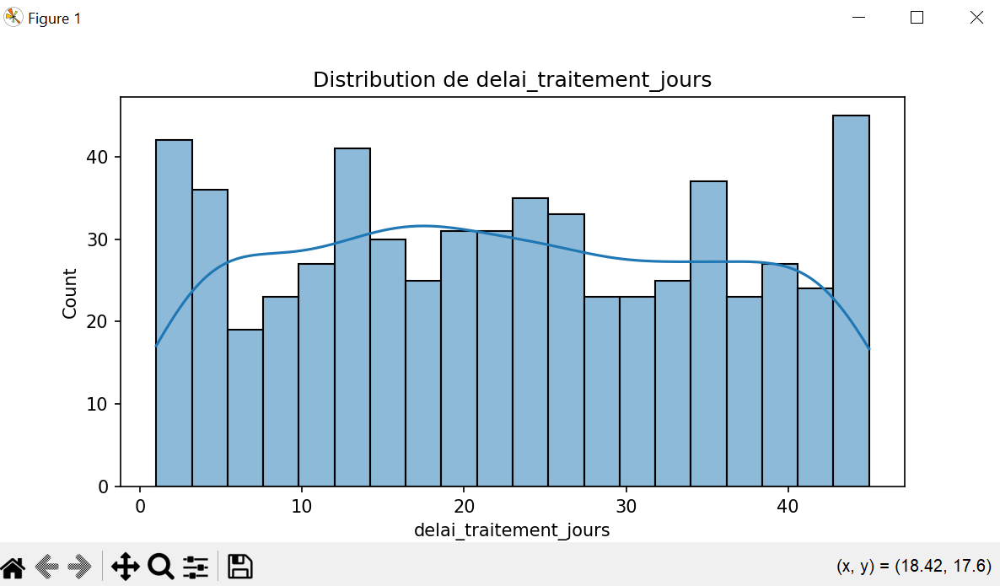 Figure 1
Distribution de delai_traitement_jours
Count
40
30
20
10
0
0 10 20 30 40
delai_traitement_jours
(x, y) = (18.42, 17.6)